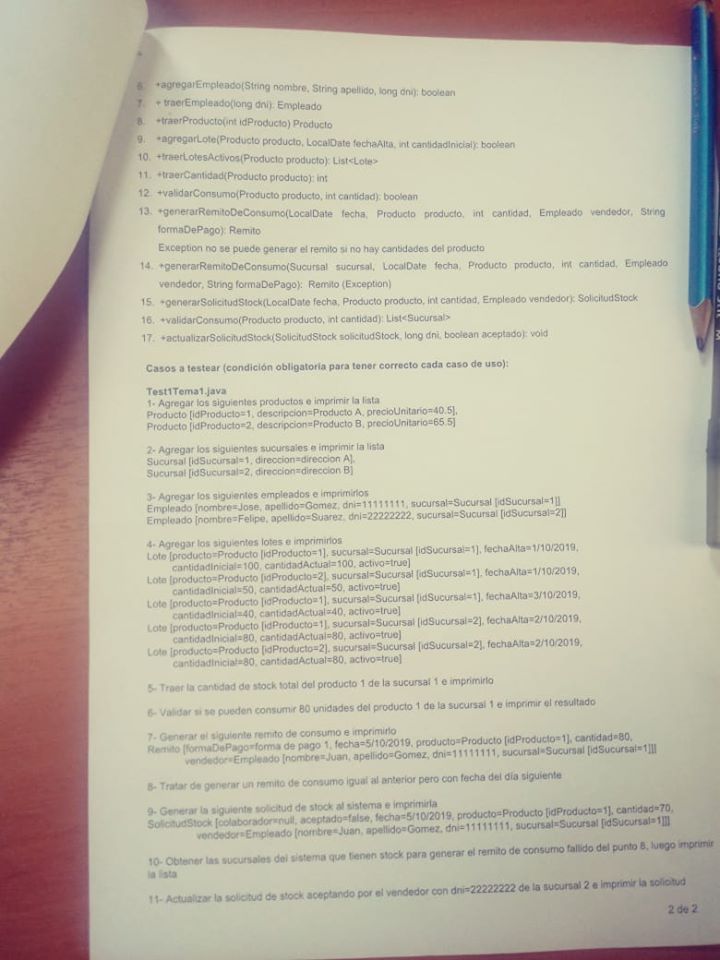 6. +agregarEmpleado(String nombre, String apellido, long dni): boolean
7. + traerEmpleado(long dni): Empleado
8. +traerProducto(int idProducto) Producto
9. +agregarLote(Producto producto, LocalDate fechaAlta, int cantidadInicial): boolean
10. +traerLotesActivos(Producto producto): List<Lote>
11. +traerCantidad(Producto producto): int
12. +validarConsumo(Producto producto, int cantidad): boolean
13. +generarRemitoDeConsumo(LocalDate fecha, Producto producto, int cantidad, Empleado vendedor, String
formaDePago): Remito
Exception no se puede generar el remito si no hay cantidades del producto
14. +generarRemitoDeConsumo(Sucursal sucursal, LocalDate fecha, Producto producto, int cantidad, Empleado
vendedor, String formaDePago): Remito (Exception)
15. +generarSolicitudStock(LocalDate fecha, Producto producto, int cantidad, Empleado vendedor): SolicitudStock
16. +validarConsumo(Producto producto, int cantidad): List<Sucursal>
17. +actualizarSolicitudStock(SolicitudStock solicitudStock, long dni, boolean aceptado): void
Casos a testear (condición obligatoria para tener correcto cada caso de uso):
Test1Tema1.java
1- Agregar los siguientes productos e imprimir la lista
Producto [idProducto=1, descripcion=Producto A, precioUnitario=40.5],
Producto [idProducto=2, descripcion=Producto B, precioUnitario=65.5]
2- Agregar los siguientes sucursales e imprimir la lista
Sucursal [idSucursal=1, direccion=direccion A],
Sucursal [idSucursal=2, direccion=direccion B]
3- Agregar los siguientes empleados e imprimirlos
Empleado [nombre=Jose, apellido=Gomez, dni=11111111, sucursal=Sucursal [idSucursal=1]]
Empleado [nombre=Felipe, apellido=Suarez, dni=22222222, sucursal=Sucursal [idSucursal=2]]
4- Agregar los siguientes lotes e imprimirlos
Lote [producto=Producto [idProducto=1], sucursal=Sucursal [idSucursal=1], fechaAlta=1/10/2019,
cantidadInicial=100, cantidadActual=100, activo=true]
Lote [producto=Producto [idProducto=2], sucursal=Sucursal [idSucursal=1], fechaAlta=1/10/2019,
cantidadInicial=50, cantidadActual=50, activo=true]
Lote [producto=Producto [idProducto=1], sucursal=Sucursal [idSucursal=1], fechaAlta=3/10/2019,
cantidadInicial=40, cantidadActual=40, activo=true]
Lote [producto=Producto [idProducto=1], sucursal=Sucursal [idSucursal=2], fechaAlta=2/10/2019,
cantidadInicial=80, cantidadActual=80, activo=true]
Lote [producto=Producto [idProducto=2], sucursal=Sucursal [idSucursal=2], fechaAlta=2/10/2019,
cantidadInicial=80, cantidadActual=80, activo=true]
5- Traer la cantidad de stock total del producto 1 de la sucursal 1 e imprimirlo
6- Validar si se pueden consumir 80 unidades del producto 1 de la sucursal 1 e imprimir el resultado
7- Generar el siguiente remito de consumo e imprimirlo
Remito [formaDePago=forma de pago 1, fecha=5/10/2019, producto=Producto [idProducto=1], cantidad=80,
vendedor=Empleado [nombre=Juan, apellido=Gomez, dni=11111111, sucursal=Sucursal [idSucursal=1]]]
8- Tratar de generar un remito de consumo igual al anterior pero con fecha del día siguiente
9- Generar la siguiente solicitud de stock al sistema e imprimirla
SolicitudStock [colaborador=null, aceptado=false, fecha=5/10/2019, producto=Producto [idProducto=1], cantidad=70,
vendedor=Empleado [nombre=Juan, apellido=Gomez, dni=11111111, sucursal=Sucursal [idSucursal=1]]]
10- Obtener las sucursales del sistema que tienen stock para generar el remito de consumo fallido del punto 8, luego imprimir
la lista
11- Actualizar la solicitud de stock aceptando por el vendedor con dni=22222222 de la sucursal 2 e imprimir la solicitud
2 de 2